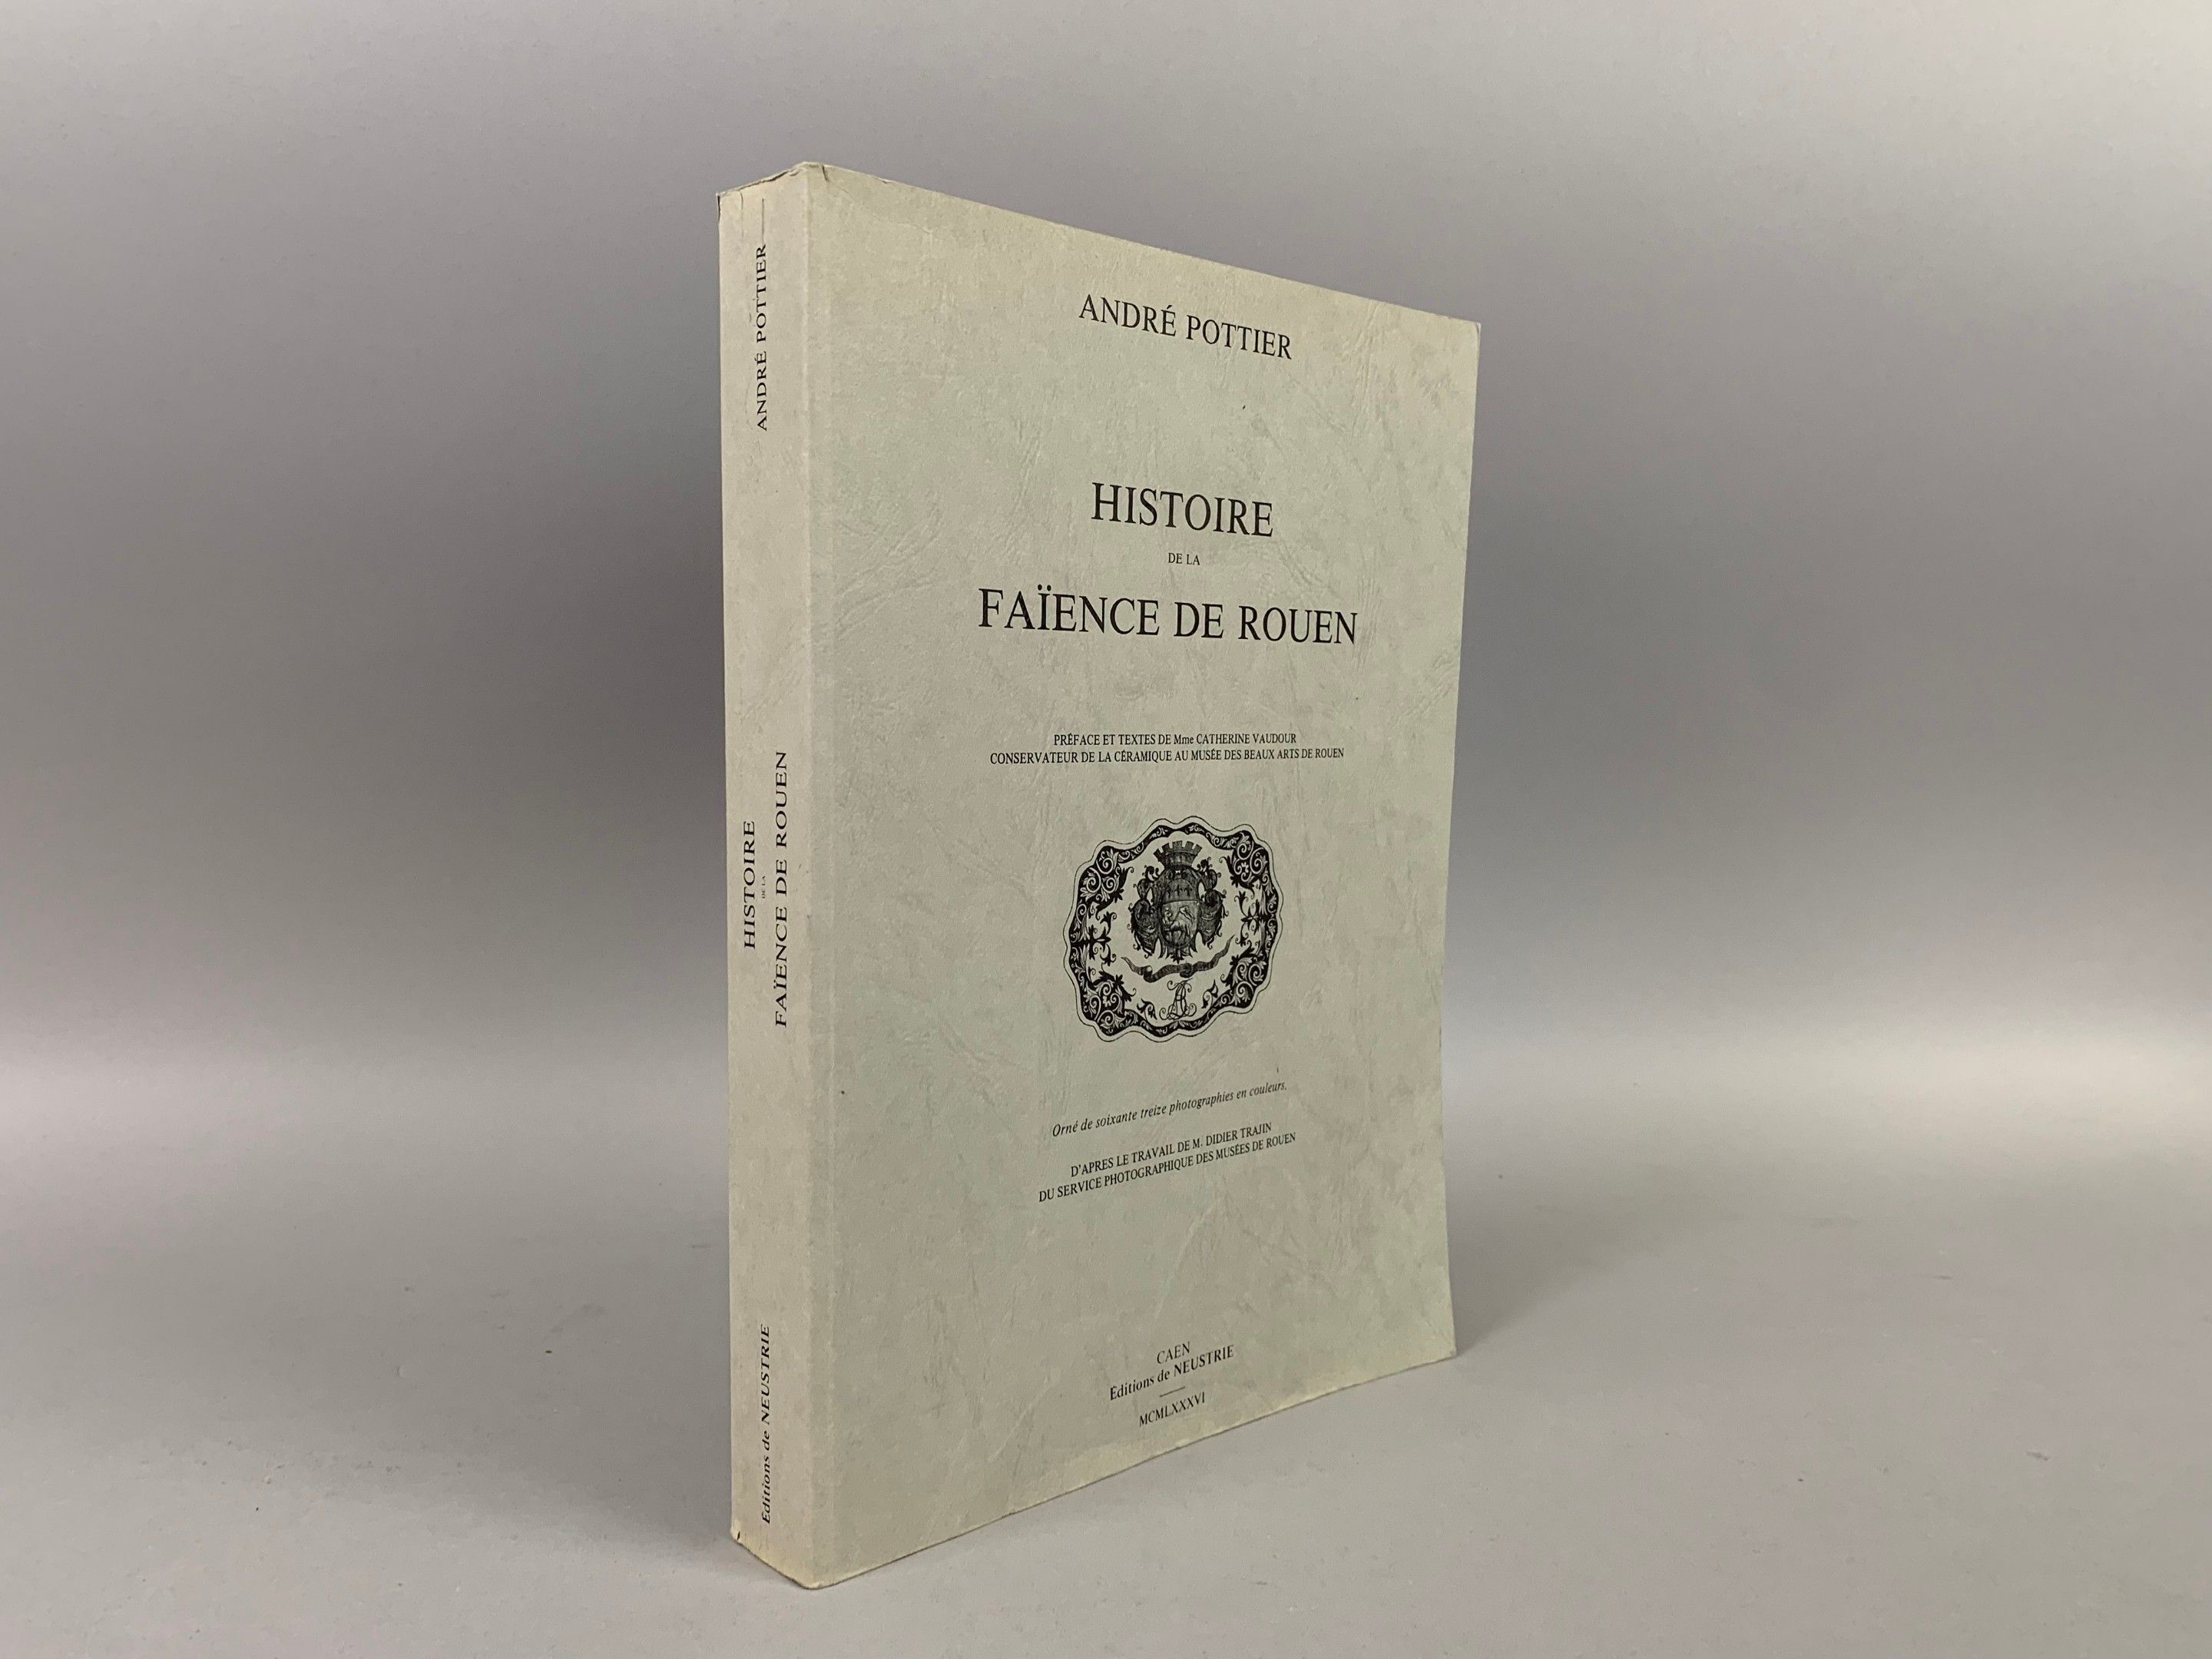 ANDRÉ POTTIER
HISTOIRE
DE LA
FAÏENCE DE ROUEN
Éditions de NEUSTRIE
ANDRÉ POTTIER
HISTOIRE
DE LA
FAÏENCE DE ROUEN
PRÉFACE ET TEXTES DE Mme CATHERINE VAUDOUR
CONSERVATEUR DE LA CÉRAMIQUE AU MUSÉE DES BEAUX ARTS DE ROUEN
Orné de soixante treize photographies en couleurs.
D'APRES LE TRAVAIL DE M. DIDIER TRAJIN
DU SERVICE PHOTOGRAPHIQUE DES MUSÉES DE ROUEN
CAEN
Éditions de NEUSTRIE
MCMLXXXVI